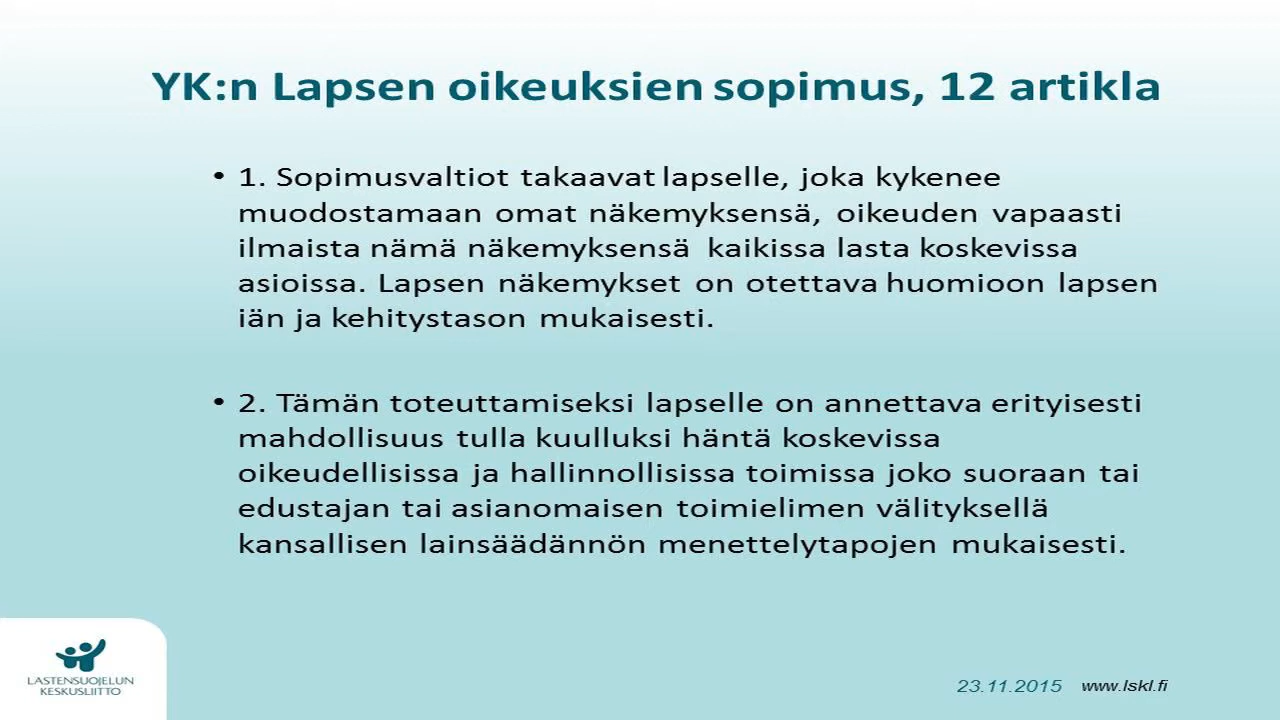 YK:n Lapsen oikeuksien sopimus, 12 artikla
• 1. Sopimusvaltiot takaavat lapselle, joka kykenee
muodostamaan omat näkemyksensä, oikeuden vapaasti
ilmaista nämä näkemyksensä kaikissa lasta koskevissa
asioissa. Lapsen näkemykset on otettava huomioon lapsen
iän ja kehitystason mukaisesti.
• 2. Tämän toteuttamiseksi lapselle on annettava erityisesti
mahdollisuus tulla kuulluksi häntä koskevissa
oikeudellisissa ja hallinnollisissa toimissa joko suoraan tai
edustajan tai asianomaisen toimielimen välityksellä
kansallisen lainsäädännön menettelytapojen mukaisesti.
LASTENSUOJELUN
KESKUSLIITTO
23.11.2015 www.lskl.fi